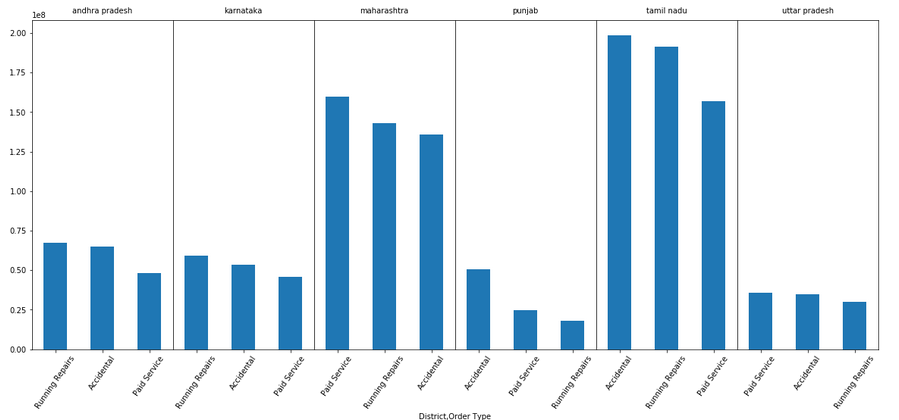 andhra pradesh karnataka maharashtra punjab tamil nadu uttar pradesh
1e8
2.00
1.75
1.50
1.25
1.00
0.75
0.50
0.25
0.00
Running Repairs Accidental Paid Service Running Repairs Accidental Paid Service Paid Service Running Repairs Accidental Accidental Paid Service Running Repairs Accidental Running Repairs Paid Service Paid Service Accidental Running Repairs
District,Order Type